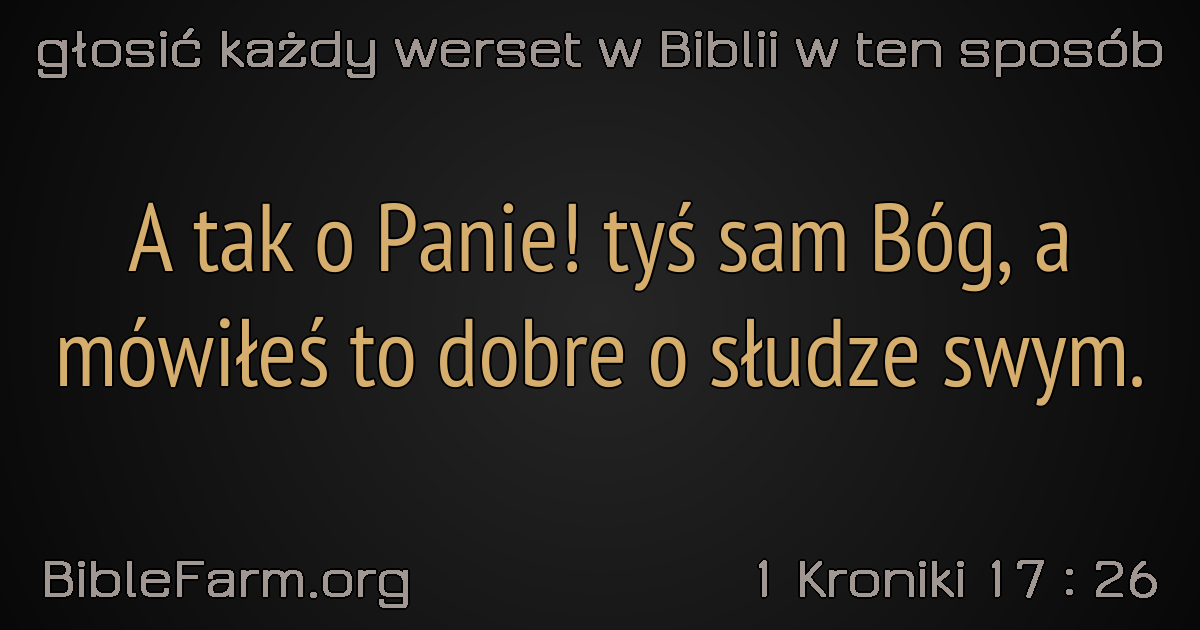 głosić każdy werset w Biblii w ten sposób
A tak o Panie! tyś sam Bóg, a
mówiłeś to dobre o słudze swym.
BibleFarm.org
1 Kroniki 17 : 26